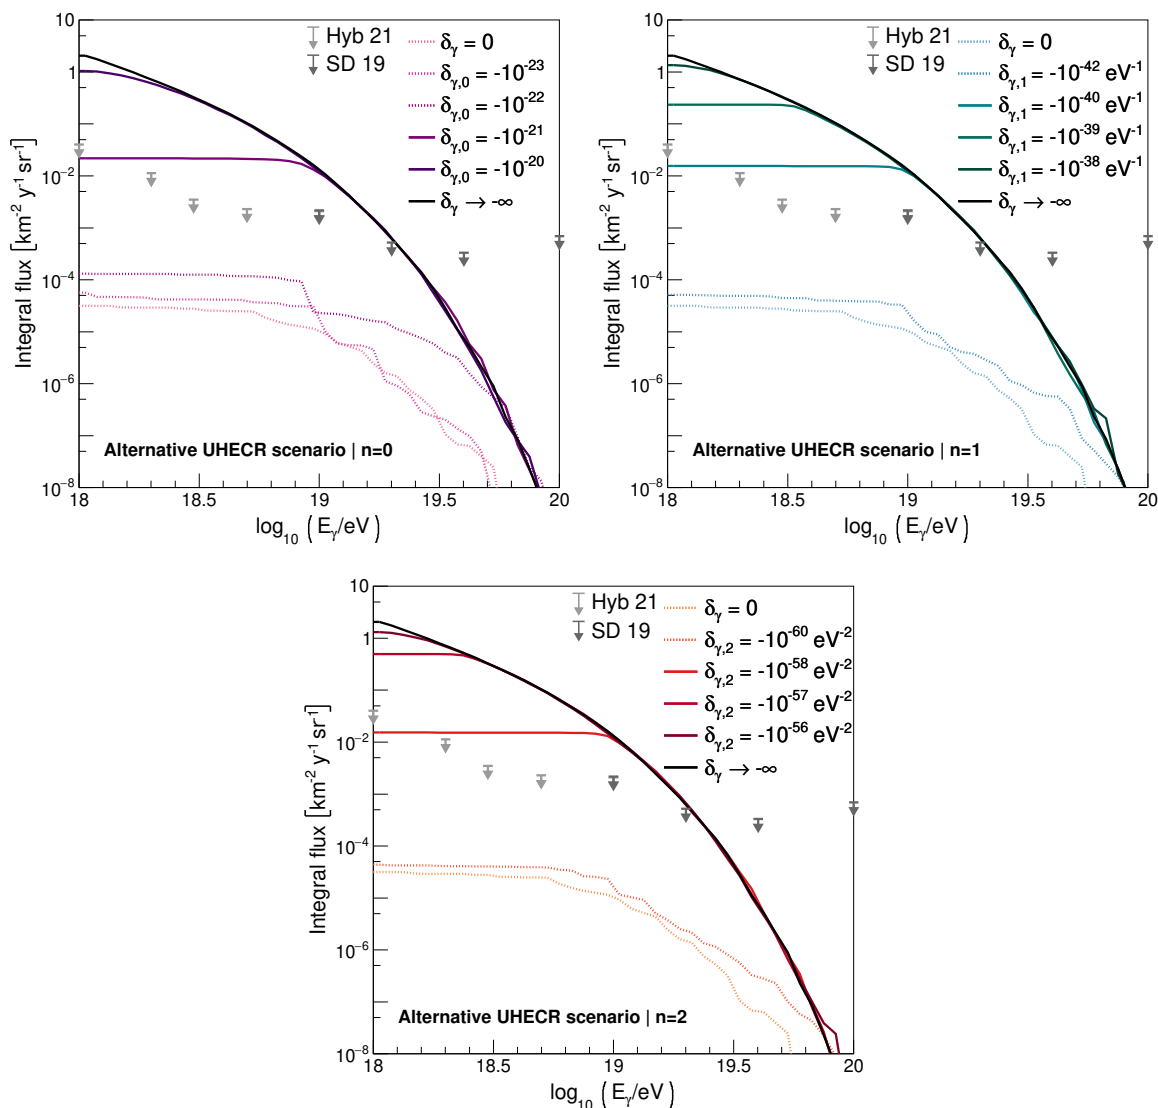 10
1
10⁻²
10⁻⁴
10⁻⁶
10⁻⁸
Integral flux [km⁻² y⁻¹ sr⁻¹]
Hyb 21
SD 19
δγ = 0
δγ,0 = -10⁻²³
δγ,0 = -10⁻²²
δγ,0 = -10⁻²¹
δγ,0 = -10⁻²⁰
δγ → -∞
Alternative UHECR scenario | n=0
18 18.5 19 19.5 20
log₁₀ (Eγ/eV)
10
1
10⁻²
10⁻⁴
10⁻⁶
10⁻⁸
Integral flux [km⁻² y⁻¹ sr⁻¹]
Hyb 21
SD 19
δγ = 0
δγ,1 = -10⁻⁴² eV⁻¹
δγ,1 = -10⁻⁴⁰ eV⁻¹
δγ,1 = -10⁻³⁹ eV⁻¹
δγ,1 = -10⁻³⁸ eV⁻¹
δγ → -∞
Alternative UHECR scenario | n=1
18 18.5 19 19.5 20
log₁₀ (Eγ/eV)
10
1
10⁻²
10⁻⁴
10⁻⁶
10⁻⁸
Integral flux [km⁻² y⁻¹ sr⁻¹]
Hyb 21
SD 19
δγ = 0
δγ,2 = -10⁻⁶⁰ eV⁻²
δγ,2 = -10⁻⁵⁸ eV⁻²
δγ,2 = -10⁻⁵⁷ eV⁻²
δγ,2 = -10⁻⁵⁶ eV⁻²
δγ → -∞
Alternative UHECR scenario | n=2
18 18.5 19 19.5 20
log₁₀ (Eγ/eV)